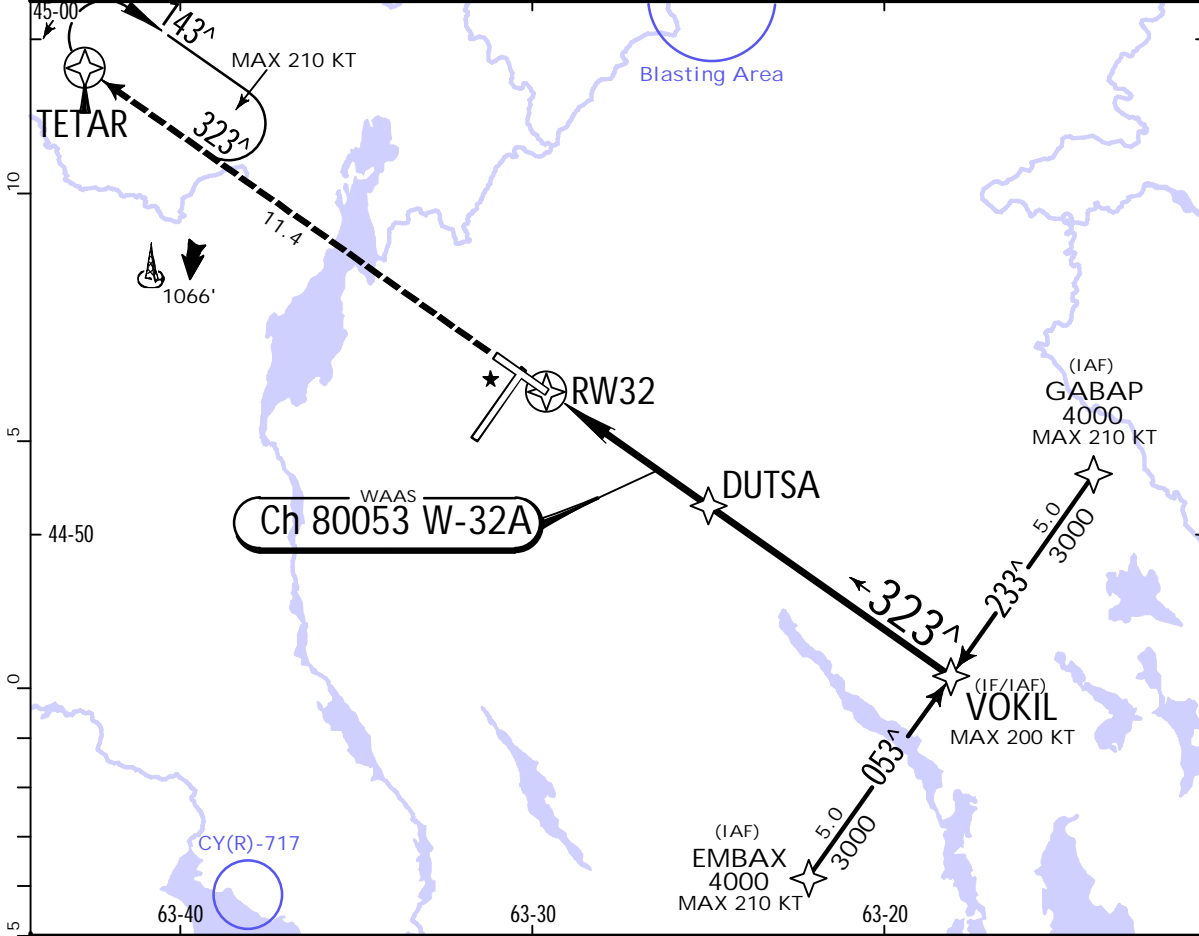 45-00
143^
MAX 210 KT
Blasting Area
TETAR
323^
10
11.4
1066'
(IAF)
GABAP
4000
MAX 210 KT
RW32
5
DUTSA
WAAS
Ch 80053 W-32A
5.0
3000
44-50
233^
323^
0
(IF/IAF)
VOKIL
MAX 200 KT
053^
5.0
3000
CY(R)-717
(IAF)
EMBAX
4000
MAX 210 KT
63-40
63-30
63-20
5